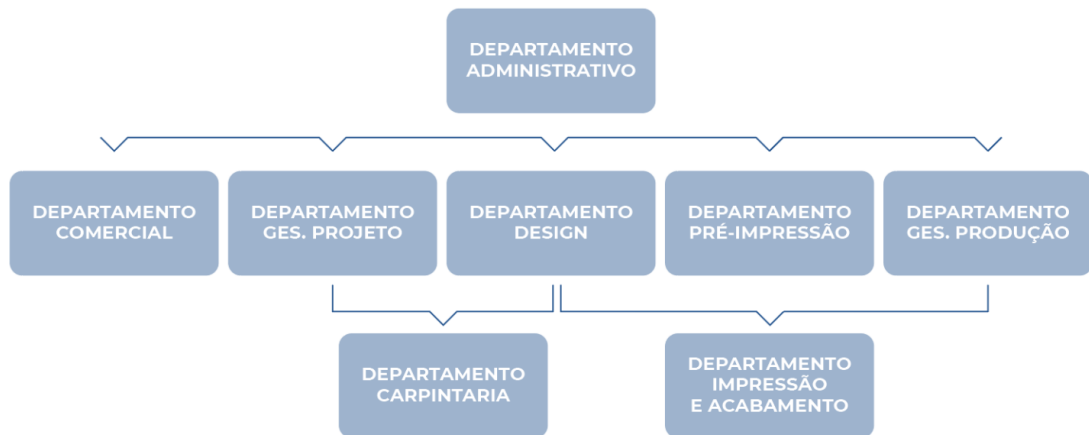 DEPARTAMENTO
ADMINISTRATIVO
DEPARTAMENTO
COMERCIAL
DEPARTAMENTO
GES. PROJETO
DEPARTAMENTO
DESIGN
DEPARTAMENTO
PRÉ-IMPRESSÃO
DEPARTAMENTO
GES. PRODUÇÃO
DEPARTAMENTO
CARPINTARIA
DEPARTAMENTO
IMPRESSÃO
E ACABAMENTO